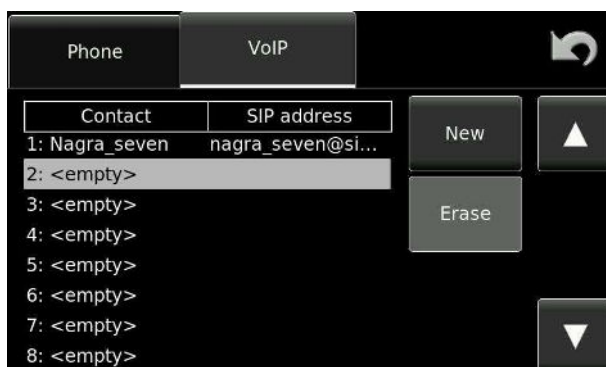 Phone VoIP
Contact SIP address
1: Nagra_seven nagra_seven@si...
New
2: <empty>
3: <empty>
Erase
4: <empty>
5: <empty>
6: <empty>
7: <empty>
8: <empty>